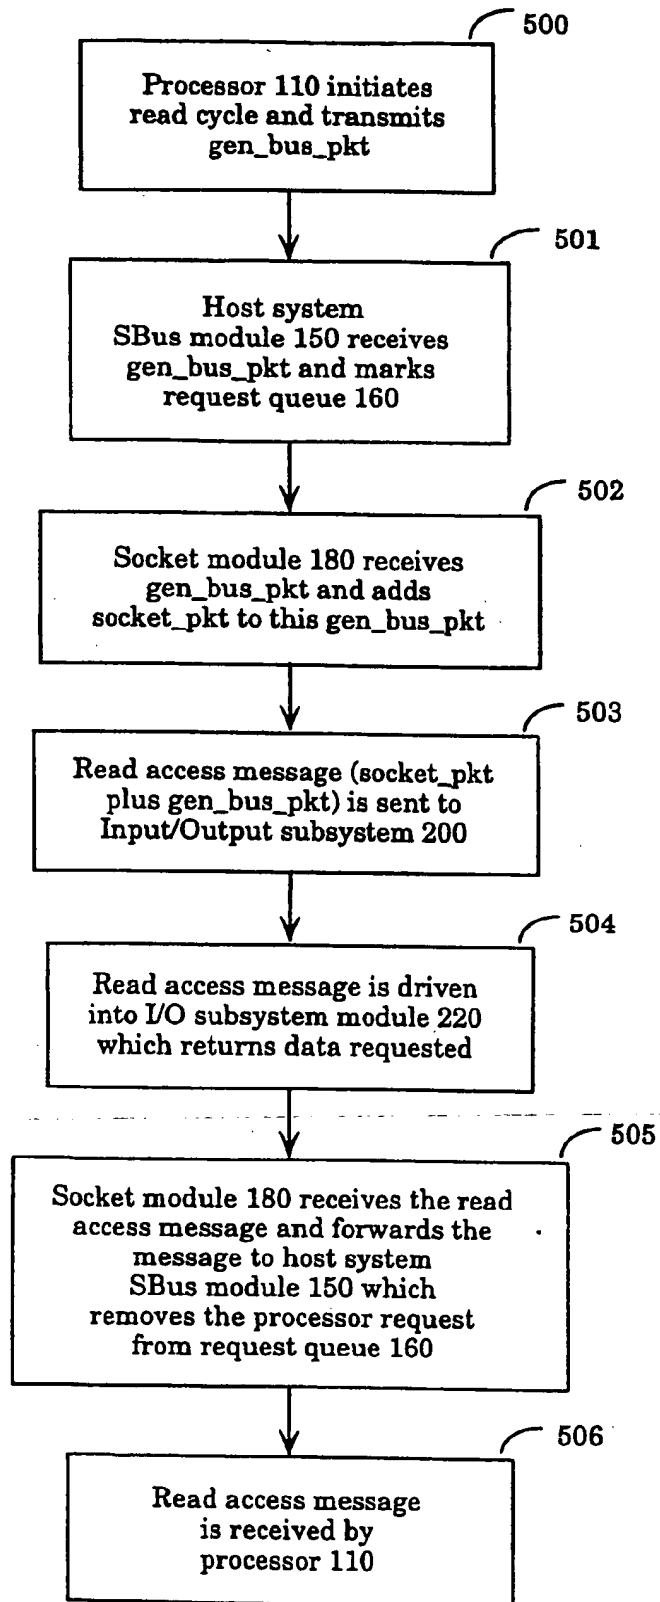 500
Processor 110 initiates
read cycle and transmits
gen_bus_pkt
501
Host system
SBus module 150 receives
gen_bus_pkt and marks
request queue 160
502
Socket module 180 receives
gen_bus_pkt and adds
socket_pkt to this gen_bus_pkt
503
Read access message (socket_pkt
plus gen_bus_pkt) is sent to
Input/Output subsystem 200
504
Read access message is driven
into I/O subsystem module 220
which returns data requested
505
Socket module 180 receives the read
access message and forwards the
message to host system
SBus module 150 which
removes the processor request
from request queue 160
506
Read access message
is received by
processor 110